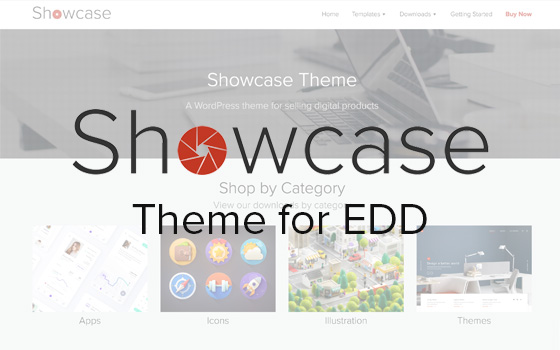 Showcase
Home Templates Downloads Getting Started Buy Now
Showcase Theme
A WordPress theme for selling digital products
Showcase
Shop by Category
View our downloads by category
Theme for EDD
Apps Icons Illustration Themes